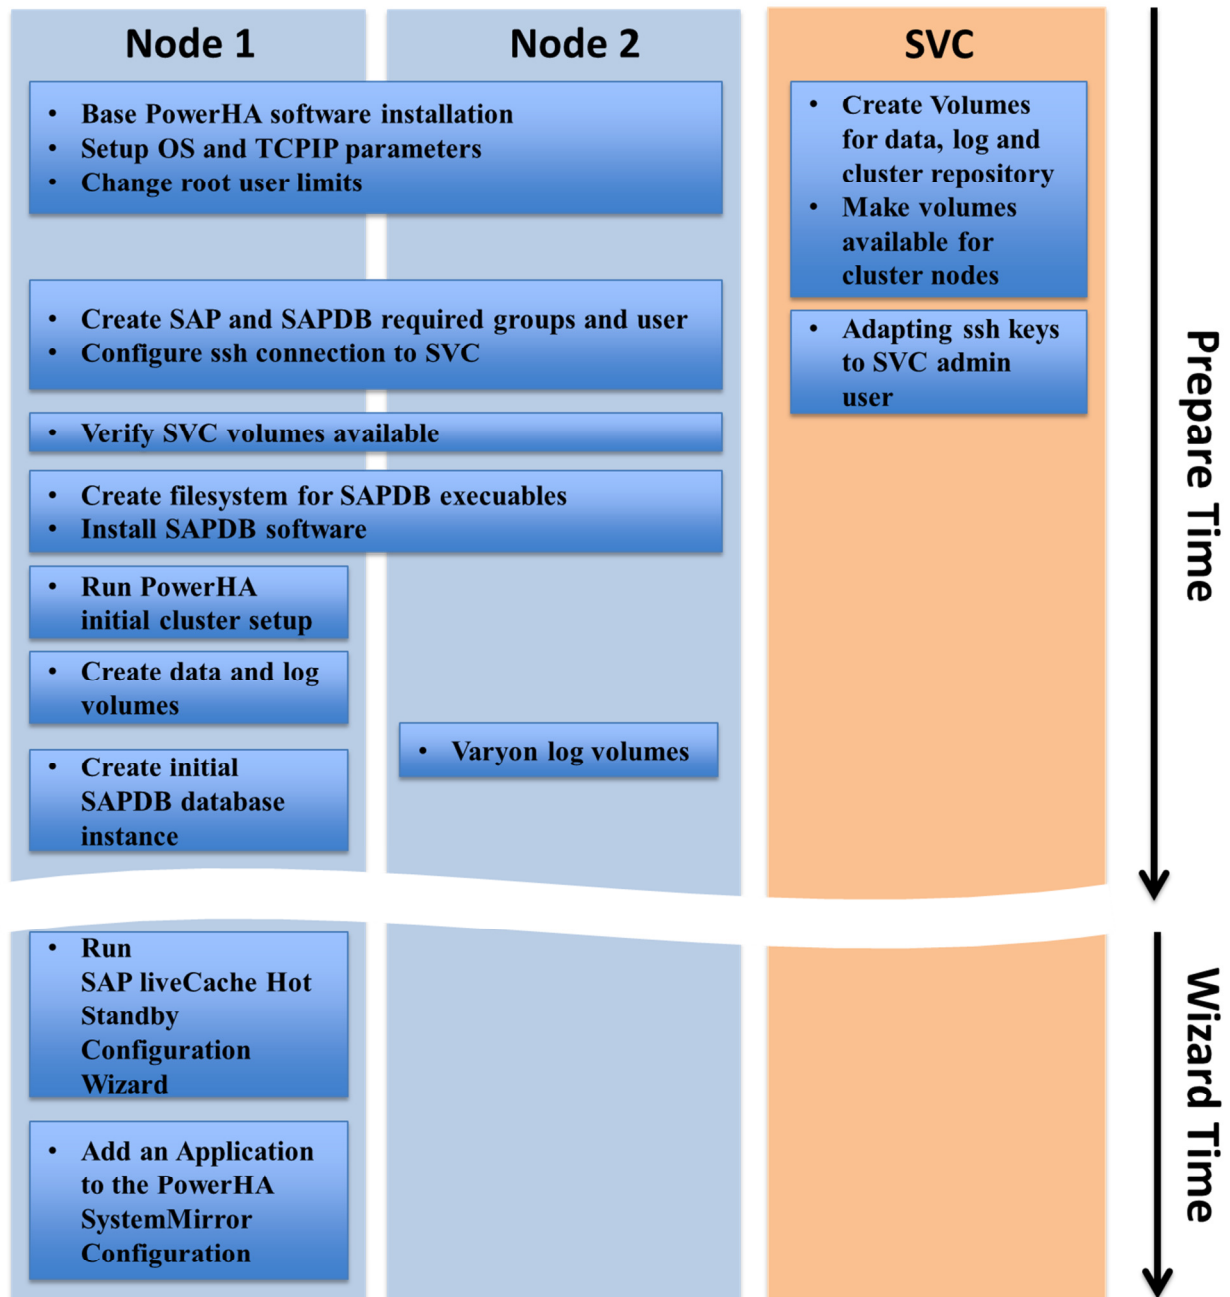 Node 1
Node 2
SVC
• Base PowerHA software installation
• Setup OS and TCPIP parameters
• Change root user limits
• Create Volumes
for data, log and
cluster repository
• Make volumes
available for
cluster nodes
• Create SAP and SAPDB required groups and user
• Configure ssh connection to SVC
• Adapting ssh keys
to SVC admin
user
• Verify SVC volumes available
• Create filesystem for SAPDB execuables
• Install SAPDB software
• Run PowerHA
initial cluster setup
• Create data and log
volumes
• Varyon log volumes
• Create initial
SAPDB database
instance
Prepare Time
• Run
SAP liveCache Hot
Standby
Configuration
Wizard
• Add an Application
to the PowerHA
SystemMirror
Configuration
Wizard Time